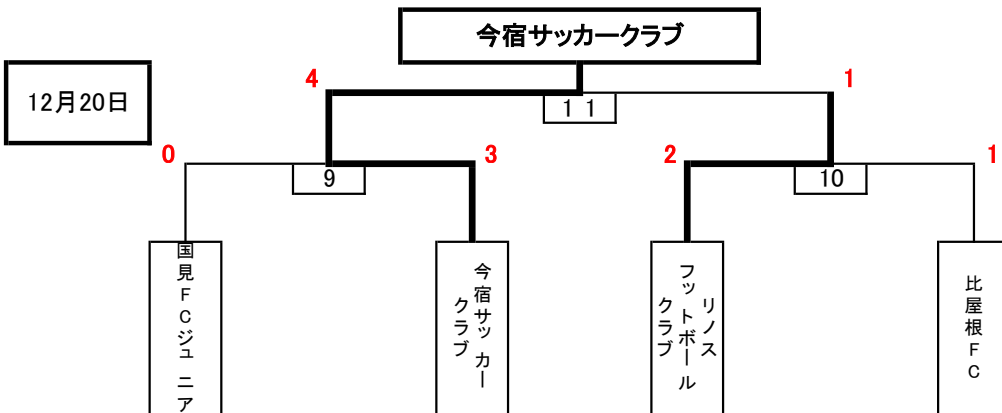 今宿サッカークラブ
12月20日
4
1
11
0
3
2
1
9
10
国見FCジュニア
今宿サッカー
クラブ
リノス
フットボール
クラブ
比屋根FC